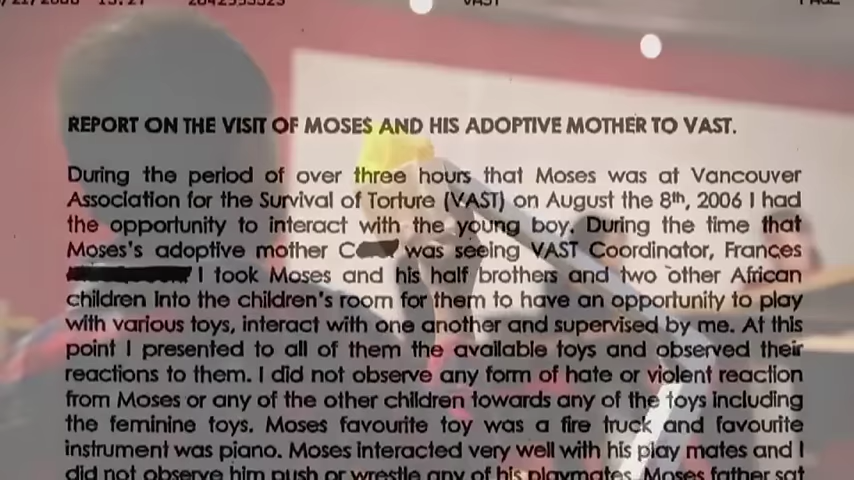 VAST
REPORT ON THE VISIT OF MOSES AND HIS ADOPTIVE MOTHER TO VAST.
During the period of over three hours that Moses was at Vancouver
Association for the Survival of Torture (VAST) on August the 8th, 2006 I had
the opportunity to interact with the young boy. During the time that
Moses's adoptive mother C was seeing VAST Coordinator, Frances
I took Moses and his half brothers and two other African
children into the children's room for them to have an opportunity to play
with various toys, interact with one another and supervised by me. At this
point I presented to all of them the available toys and observed their
reactions to them. I did not observe any form of hate or violent reaction
from Moses or any of the other children towards any of the toys including
the feminine toys. Moses favourite toy was a fire truck and favourite
instrument was piano. Moses interacted very well with his play mates and I
did not observe him push or wrestle any of his playmates. Moses father sat